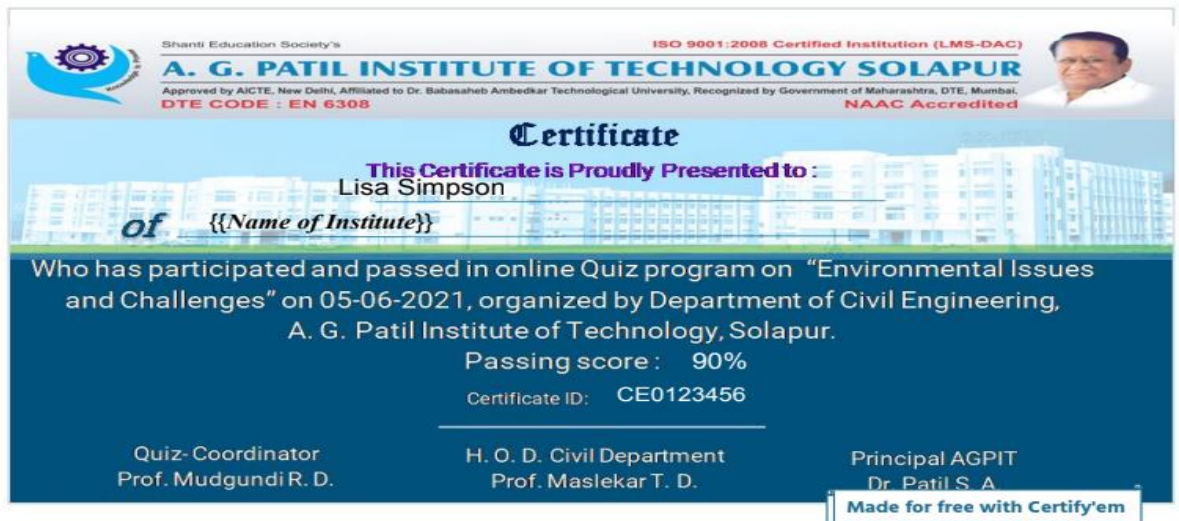 Shanti Education Society's
ISO 9001:2008 Certified Institution (LMS-DAC)
A. G. PATIL INSTITUTE OF TECHNOLOGY SOLAPUR
Approved by AICTE, New Delhi, Affiliated to Dr. Babasaheb Ambedkar Technological University, Recognized by Government of Maharashtra, DTE, Mumbai.
DTE CODE : EN 6308
NAAC Accredited
Certificate
This Certificate is Proudly Presented to :
Lisa Simpson
of {{Name of Institute}}
Who has participated and passed in online Quiz program on "Environmental Issues
and Challenges" on 05-06-2021, organized by Department of Civil Engineering,
A. G. Patil Institute of Technology, Solapur.
Passing score : 90%
Certificate ID: CE0123456
Quiz-Coordinator
Prof. Mudgundi R. D.
H. O. D. Civil Department
Prof. Maslekar T. D.
Principal AGPIT
Dr. Patil S. A.
Made for free with Certify'em